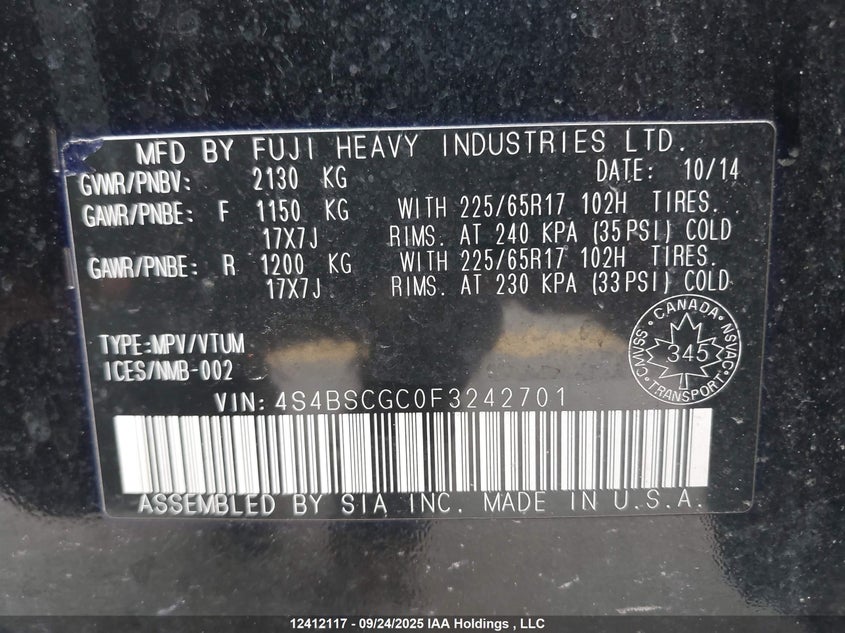 MFD BY FUJI HEAVY INDUSTRIES LTD.
GVWR/PNBV: 2130 KG DATE: 10/14
GAWR/PNBE: F 1150 KG WITH 225/65R17 102H TIRES.
17X7J RIMS. AT 240 KPA (35PSI) COLD
GAWR/PNBE: R 1200 KG WITH 225/65R17 102H TIRES.
17X7J RIMS. AT 230 KPA (33PSI) COLD
TYPE:MPV/VTUM
ICES/NMB-002
CANADA
CMVSS 345 NSVAC
TRANSPORT
VIN: 4S4BSCGC0F3242701
ASSEMBLED BY SIA INC. MADE IN U.S.A.
12412117 - 09/24/2025 IAA Holdings , LLC